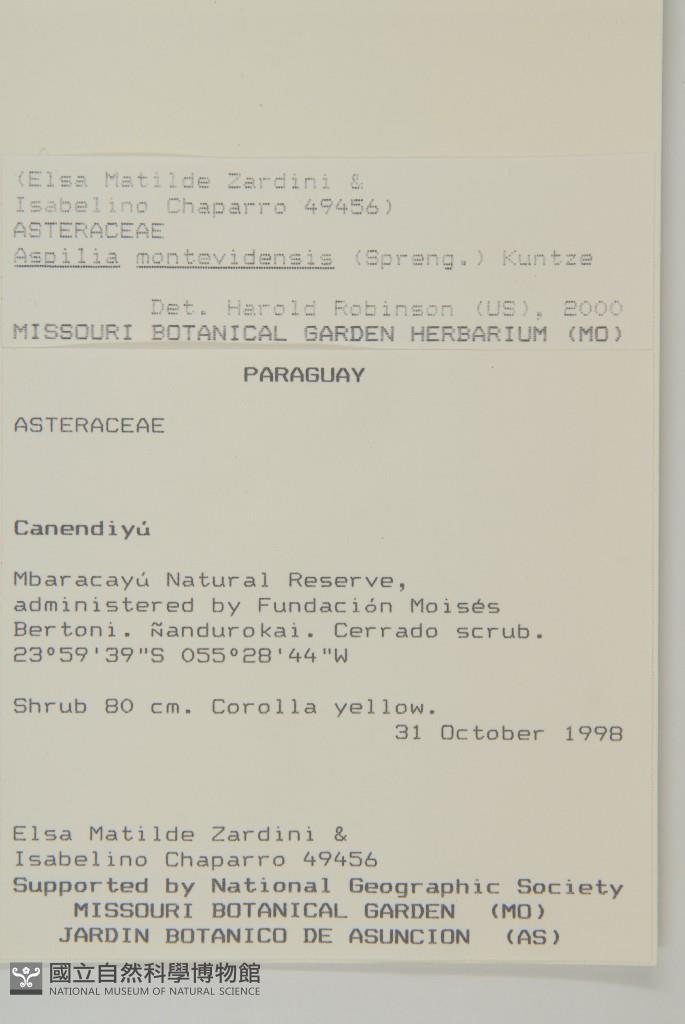 (Elsa Matilde Zardini &
Isabelino Chaparro 49456)
ASTERACEAE
Aspilia montevidensis (Spreng.) Kuntze
Det. Harold Robinson (US), 2000
MISSOURI BOTANICAL GARDEN HERBARIUM (MO)
PARAGUAY
ASTERACEAE
Canendiyú
Mbaracayú Natural Reserve,
administered by Fundación Moisés
Bertoni. Ñandurokai. Cerrado scrub.
23°59'39"S 055°28'44"W
Shrub 80 cm. Corolla yellow.
31 October 1998
Elsa Matilde Zardini &
Isabelino Chaparro 49456
Supported by National Geographic Society
MISSOURI BOTANICAL GARDEN (MO)
JARDIN BOTANICO DE ASUNCION (AS)
國立自然科學博物館
NATIONAL MUSEUM OF NATURAL SCIENCE